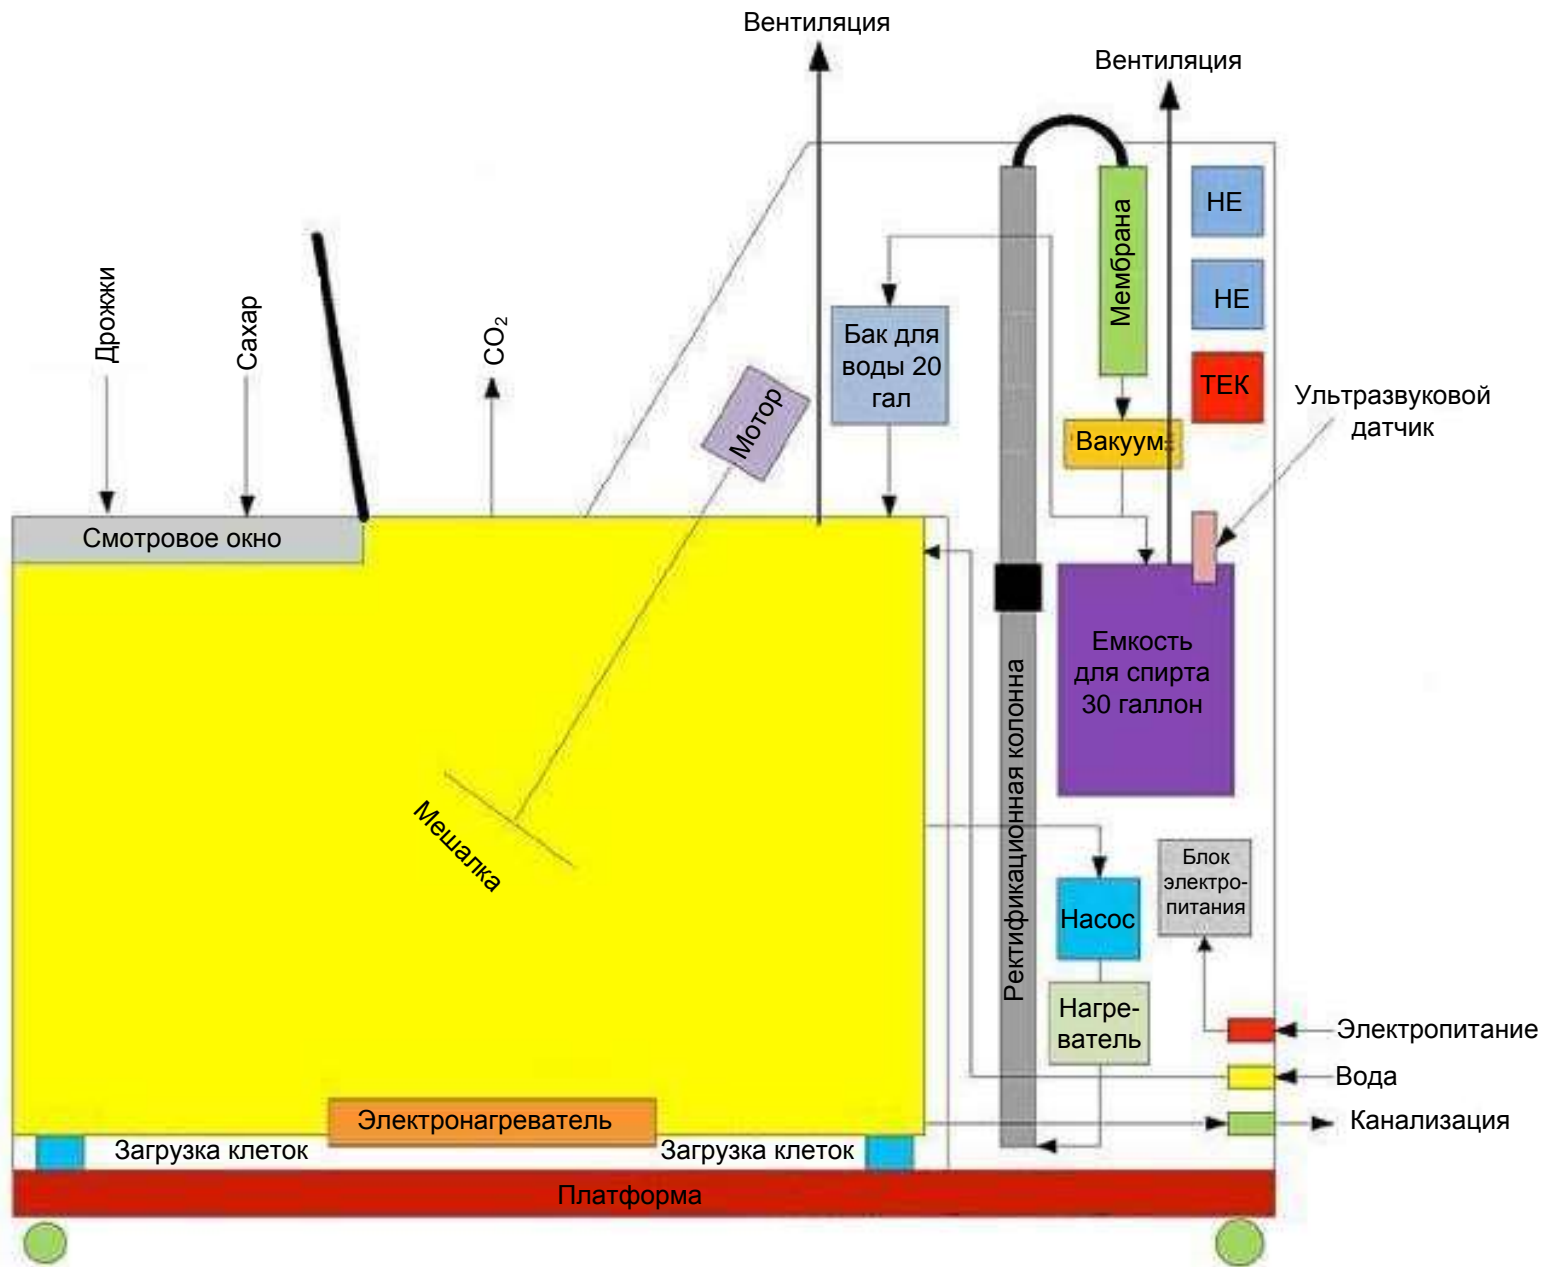 Вентиляция
Вентиляция
Дрожжи
Сахар
CO₂
Мотор
Бак для
воды 20
гал
Мембрана
НЕ
НЕ
ТЕК
Вакуум
Ультразвуковой
датчик
Смотровое окно
Емкость
для спирта
30 галлон
Ректификационная колонна
Мешалка
Насос
Блок
электро-
питания
Нагре-
ватель
Электропитание
Вода
Канализация
Электронагреватель
Загрузка клеток
Загрузка клеток
Платформа